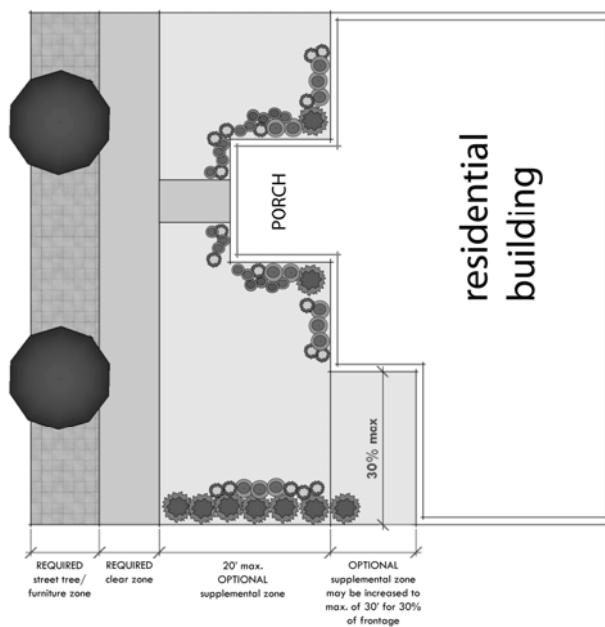 residential
building
PORCH
30% max
REQUIRED
street tree/
furniture zone
REQUIRED
clear zone
20' max.
OPTIONAL
supplemental zone
OPTIONAL
supplemental zone
may be increased to
max. of 30' for 30%
of frontage